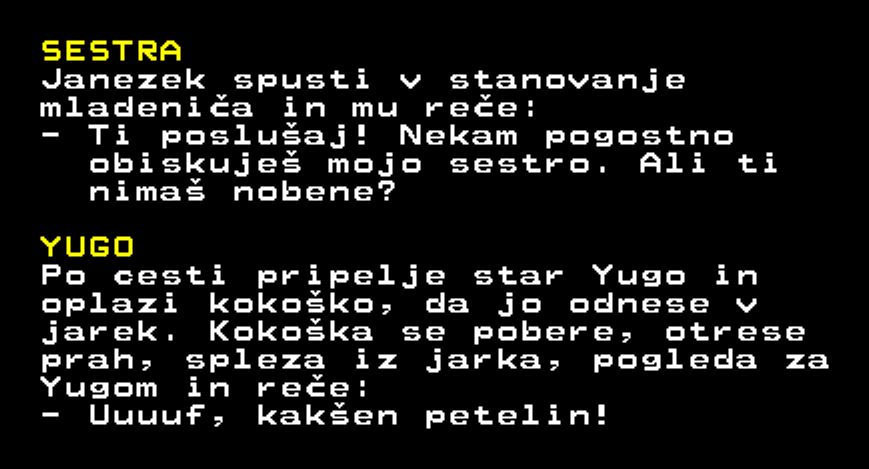 SESTRA
Janezek spusti v stanovanje
mladeniča in mu reče:
- Ti poslušaj! Nekam pogostno
obiskuješ mojo sestro. Ali ti
nimaš nobene?
YUGO
Po cesti pripelje star Yugo in
oplazi kokoško, da jo odnese v
jarek. Kokoška se pobere, otrese
prah, spleza iz jarka, pogleda za
Yugom in reče:
- Uuuuf, kakšen petelin!